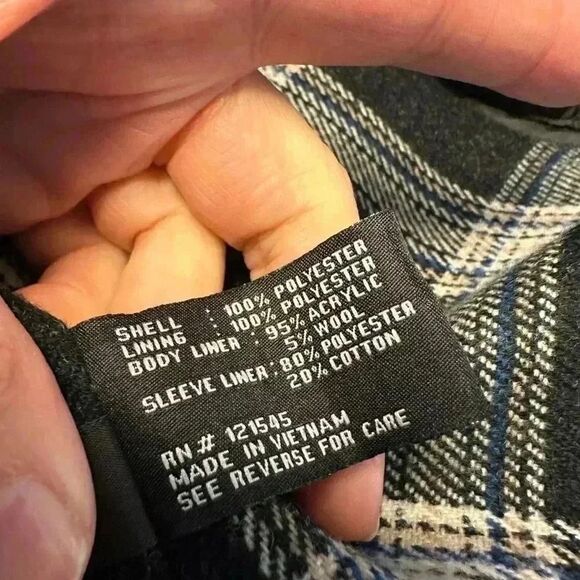 SHELL : 100% POLYESTER
LINING : 100% POLYESTER
BODY LINER : 95% ACRYLIC
5% WOOL
SLEEVE LINER : 80% POLYESTER
20% COTTON
RN # 121545
MADE IN VIETNAM
SEE REVERSE FOR CARE